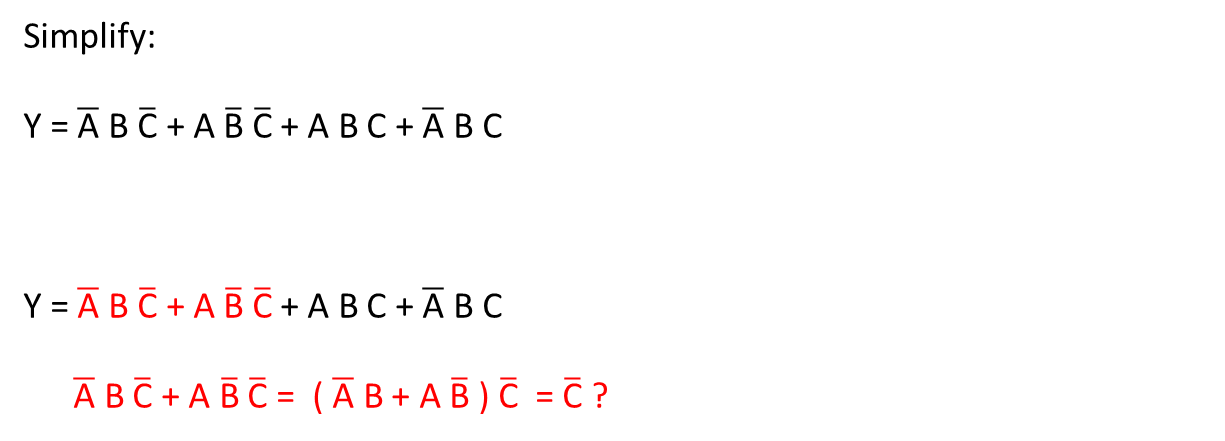 Simplify:
Y = A̅ B C̅ + A B̅ C̅ + A B C + A̅ B C
Y = A̅ B C̅ + A B̅ C̅ + A B C + A̅ B C
A̅ B C̅ + A B̅ C̅ = ( A̅ B + A B̅ ) C̅ = C̅ ?